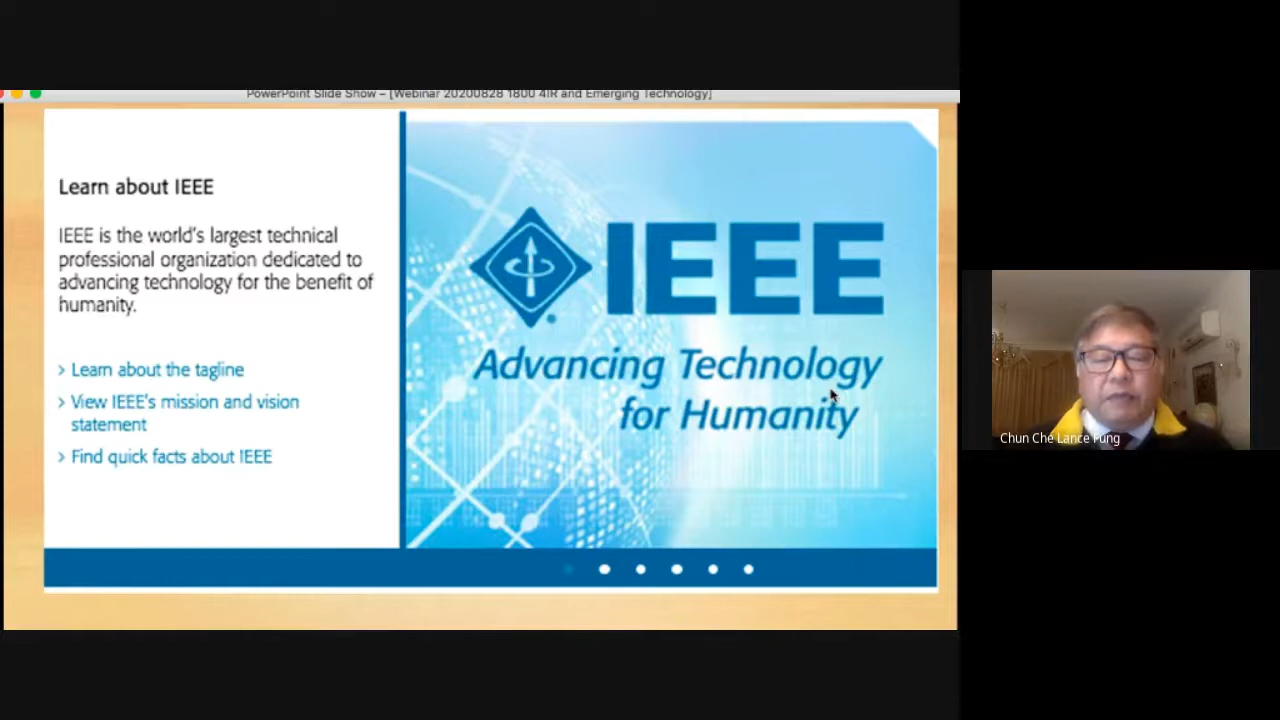 PowerPoint Slide Show – [Webinar 20200828 1800 4IR and Emerging Technology]
Learn about IEEE
IEEE is the world's largest technical
professional organization dedicated to
advancing technology for the benefit of
humanity.
> Learn about the tagline
> View IEEE's mission and vision
statement
> Find quick facts about IEEE
IEEE
Advancing Technology
for Humanity
Chun Che Lance Fung